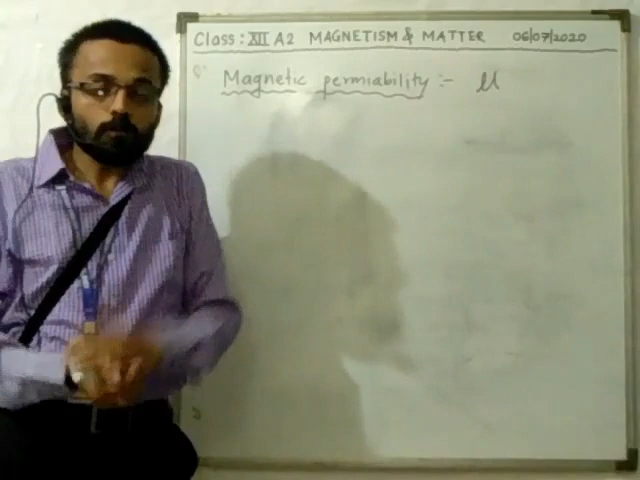 Class: XII A2 MAGNETISM & MATTER 06/07/2020
Magnetic permiability :- μ